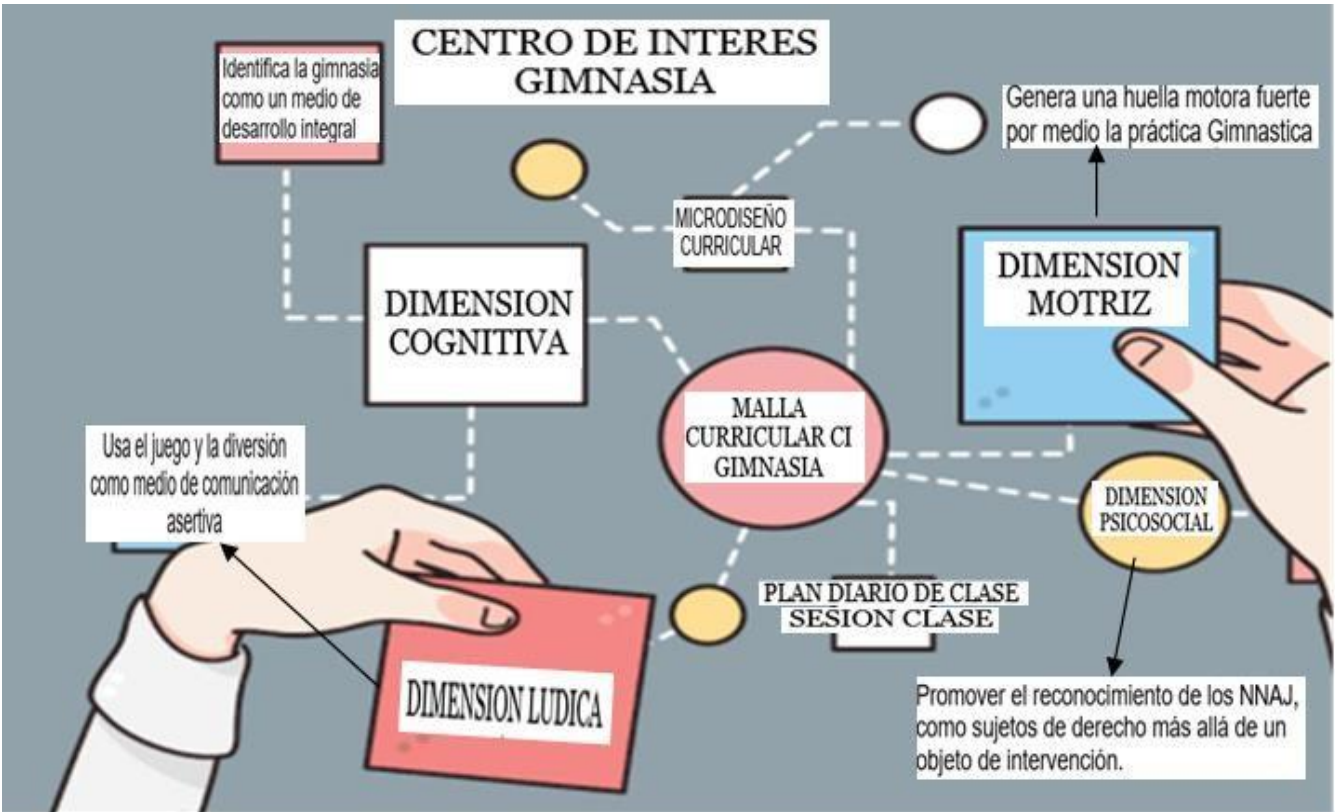 CENTRO DE INTERES
GIMNASIA
Identifica la gimnasia
como un medio de
desarrollo integral
Genera una huella motora fuerte
por medio la práctica Gimnastica
MICRODISEÑO
CURRICULAR
DIMENSION
COGNITIVA
DIMENSION
MOTRIZ
MALLA
CURRICULAR CI
GIMNASIA
Usa el juego y la diversión
como medio de comunicación
asertiva
DIMENSION
PSICOSOCIAL
PLAN DIARIO DE CLASE
SESION CLASE
DIMENSION LUDICA
Promover el reconocimiento de los NNAJ,
como sujetos de derecho más allá de un
objeto de intervención.